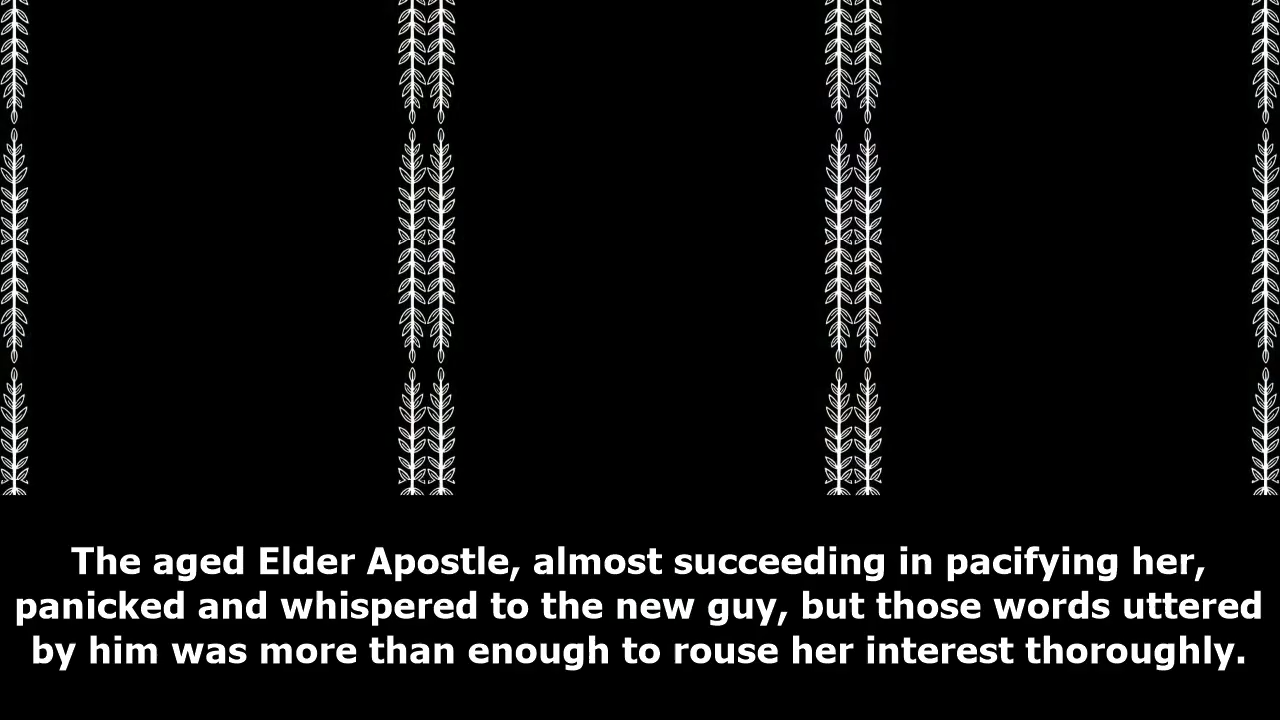 The aged Elder Apostle, almost succeeding in pacifying her,
panicked and whispered to the new guy, but those words uttered
by him was more than enough to rouse her interest thoroughly.